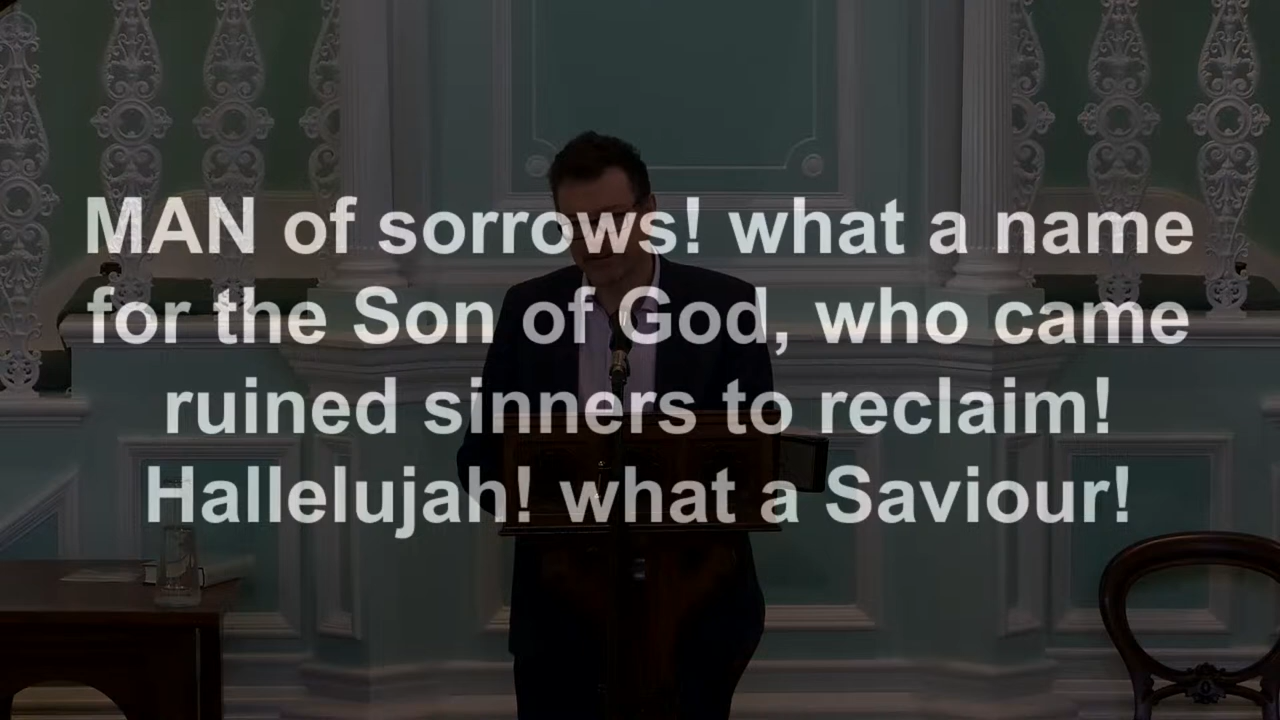 MAN of sorrows! what a name
for the Son of God, who came
ruined sinners to reclaim!
Hallelujah! what a Saviour!